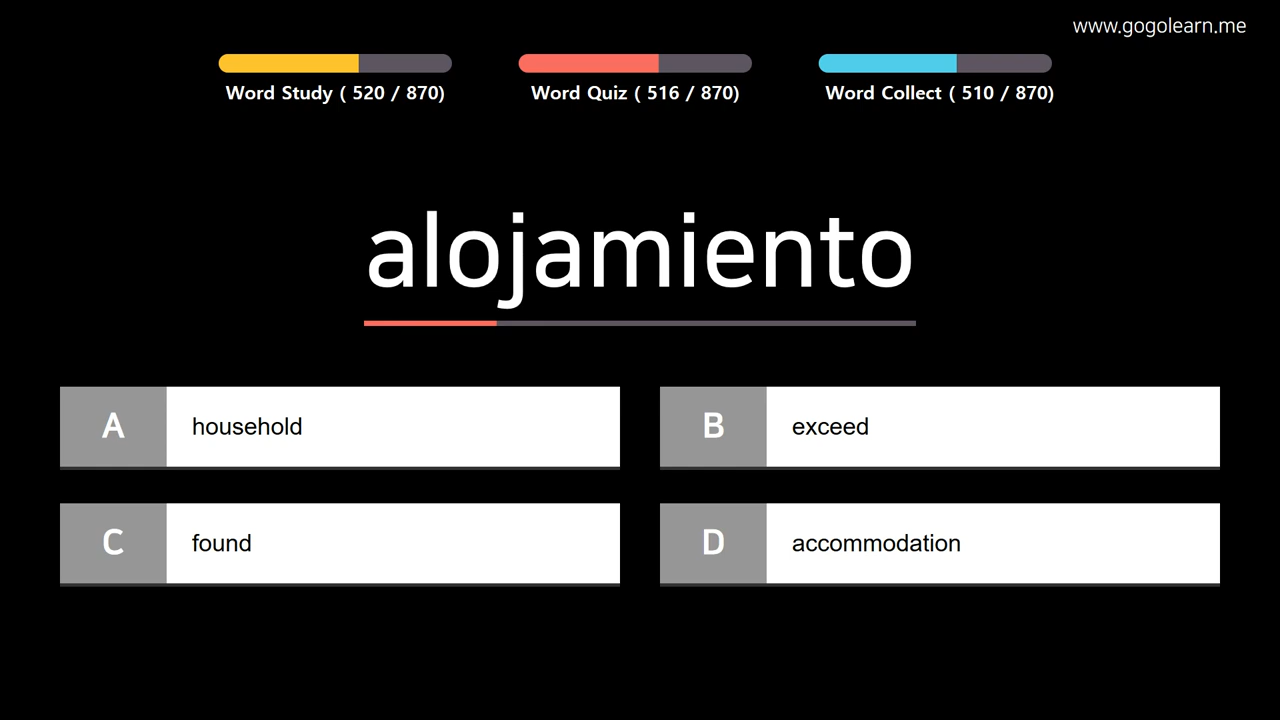 www.gogolearn.me
Word Study ( 520 / 870)
Word Quiz ( 516 / 870)
Word Collect ( 510 / 870)
alojamiento
A household
B exceed
C found
D accommodation